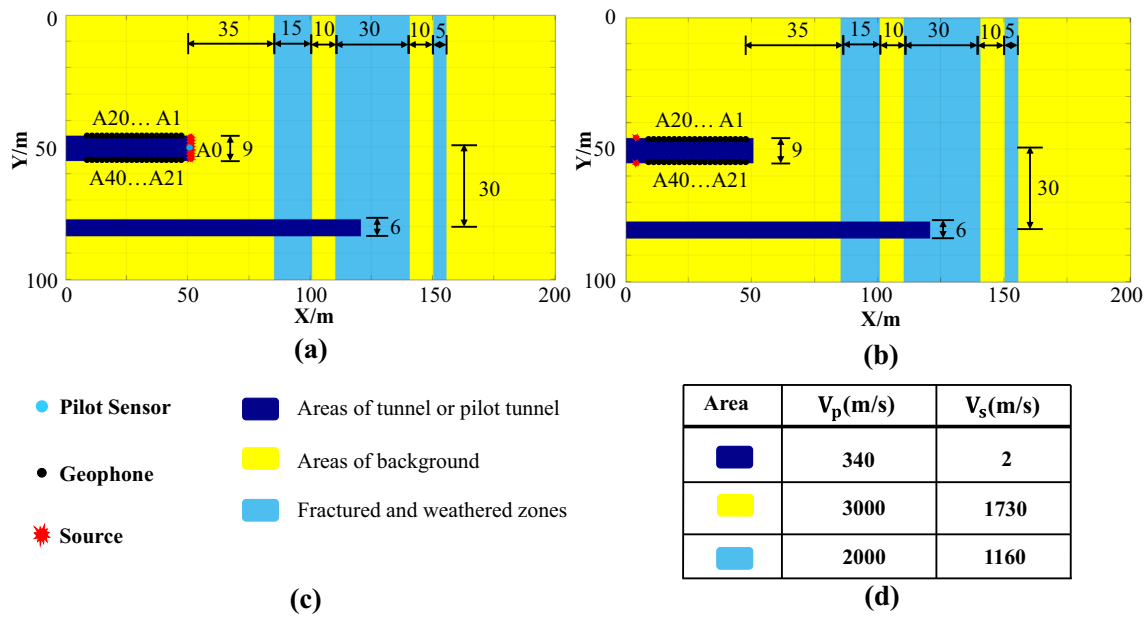 0
35
15
10
30
10
5
A20... A1
Y/m
50
A0
9
A40…A21
30
6
100
0
50
100
150
200
X/m
(a)
0
35
15
10
30
10
5
A20... A1
Y/m
50
9
A40…A21
30
6
100
0
50
100
150
200
X/m
(b)
Pilot Sensor
Geophone
Source
Areas of tunnel or pilot tunnel
Areas of background
Fractured and weathered zones
(c)
Area Vp(m/s) Vs(m/s)
340 2
3000 1730
2000 1160
(d)